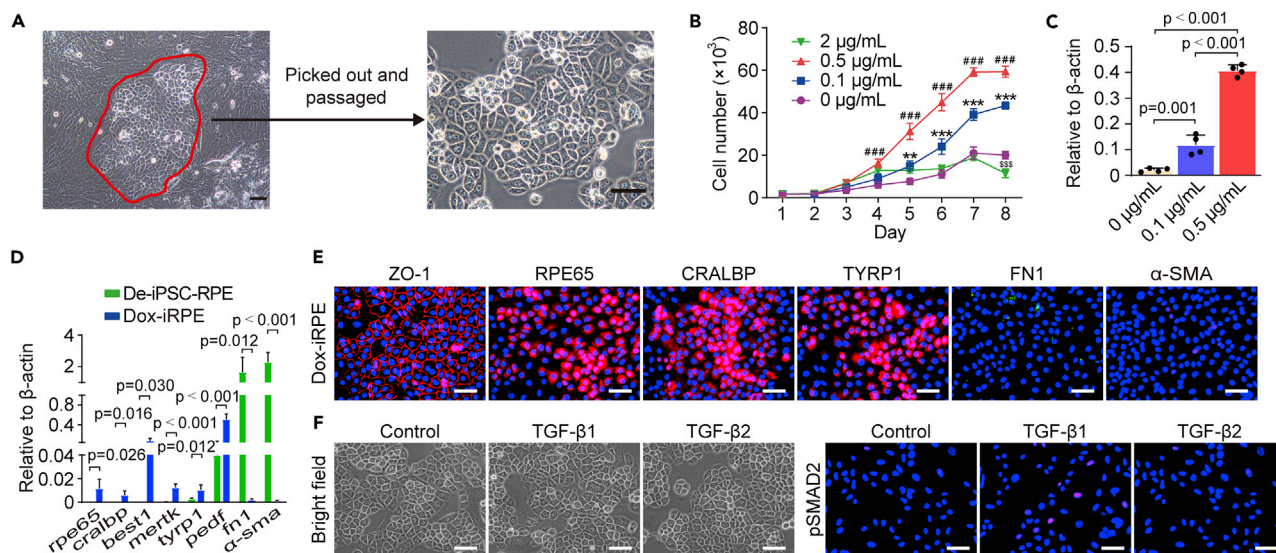 A
Picked out and
passaged
B
Cell number (×10³)
80
60
40
20
0
2 µg/mL
0.5 µg/mL
0.1 µg/mL
0 µg/mL
###
###
###
###
###
**
***
***
***
$$$
1 2 3 4 5 6 7 8
Day
C
Relative to β-actin
0.5
0.4
0.3
0.2
0.1
0
p < 0.001
p < 0.001
p=0.001
0 µg/mL
0.1 µg/mL
0.5 µg/mL
D
De-iPSC-RPE
Dox-iRPE
Relative to β-actin
4
2
0.8
0.4
0.04
0.02
0
p < 0.001
p=0.012
p=0.030
p < 0.001
p=0.016
p < 0.001
p=0.012
p=0.026
rpe65
cralbp
best1
mertk
tyrp1
pedf
fn1
α-sma
E
ZO-1 RPE65 CRALBP TYRP1 FN1 α-SMA
Dox-iRPE
F
Control TGF-β1 TGF-β2
Bright field
Control TGF-β1 TGF-β2
pSMAD2